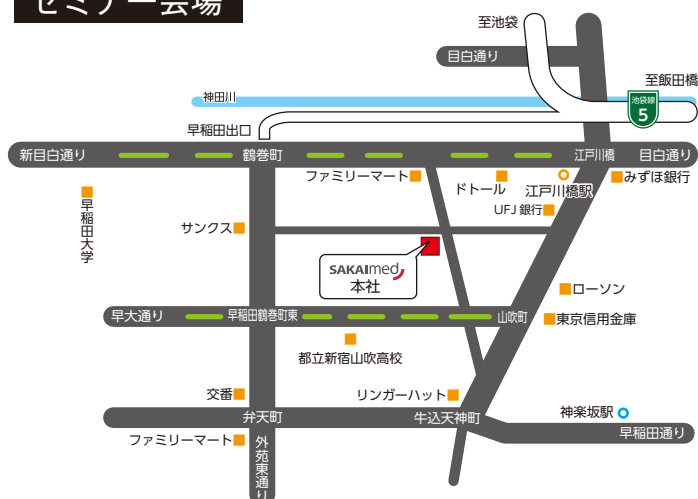 セミナー会場
至池袋
目白通り
至飯田橋
神田川
池袋線
5
早稲田出口
新目白通り
鶴巻町
江戸川橋
目白通り
ファミリーマート
ドトール
江戸川橋駅
みずほ銀行
早稲田大学
UFJ銀行
サンクス
SAKAImed
本社
ローソン
早大通り
早稲田鶴巻町東
山吹町
東京信用金庫
都立新宿山吹高校
交番
リンガーハット
弁天町
牛込天神町
神楽坂駅
早稲田通り
ファミリーマート
外苑東通り